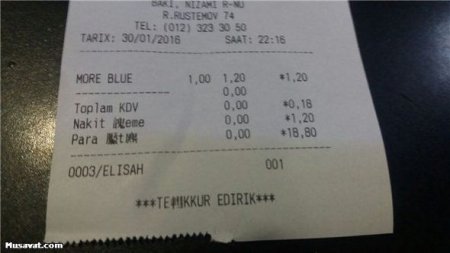 BAKI, NIZAMI R-NU
R.RUSTEMOV 74
TEL: (012) 323 30 50
TARIX: 30/01/2016 SAAT: 22:16
MORE BLUE 1,00 1,20 *1,20
0,00
Toplam KDV 0,00 *0,18
Nakit 0,00 *1,20
Para 0,00 *18,80
0003/ELISAH 001
EDIRIK***
Musavat.com